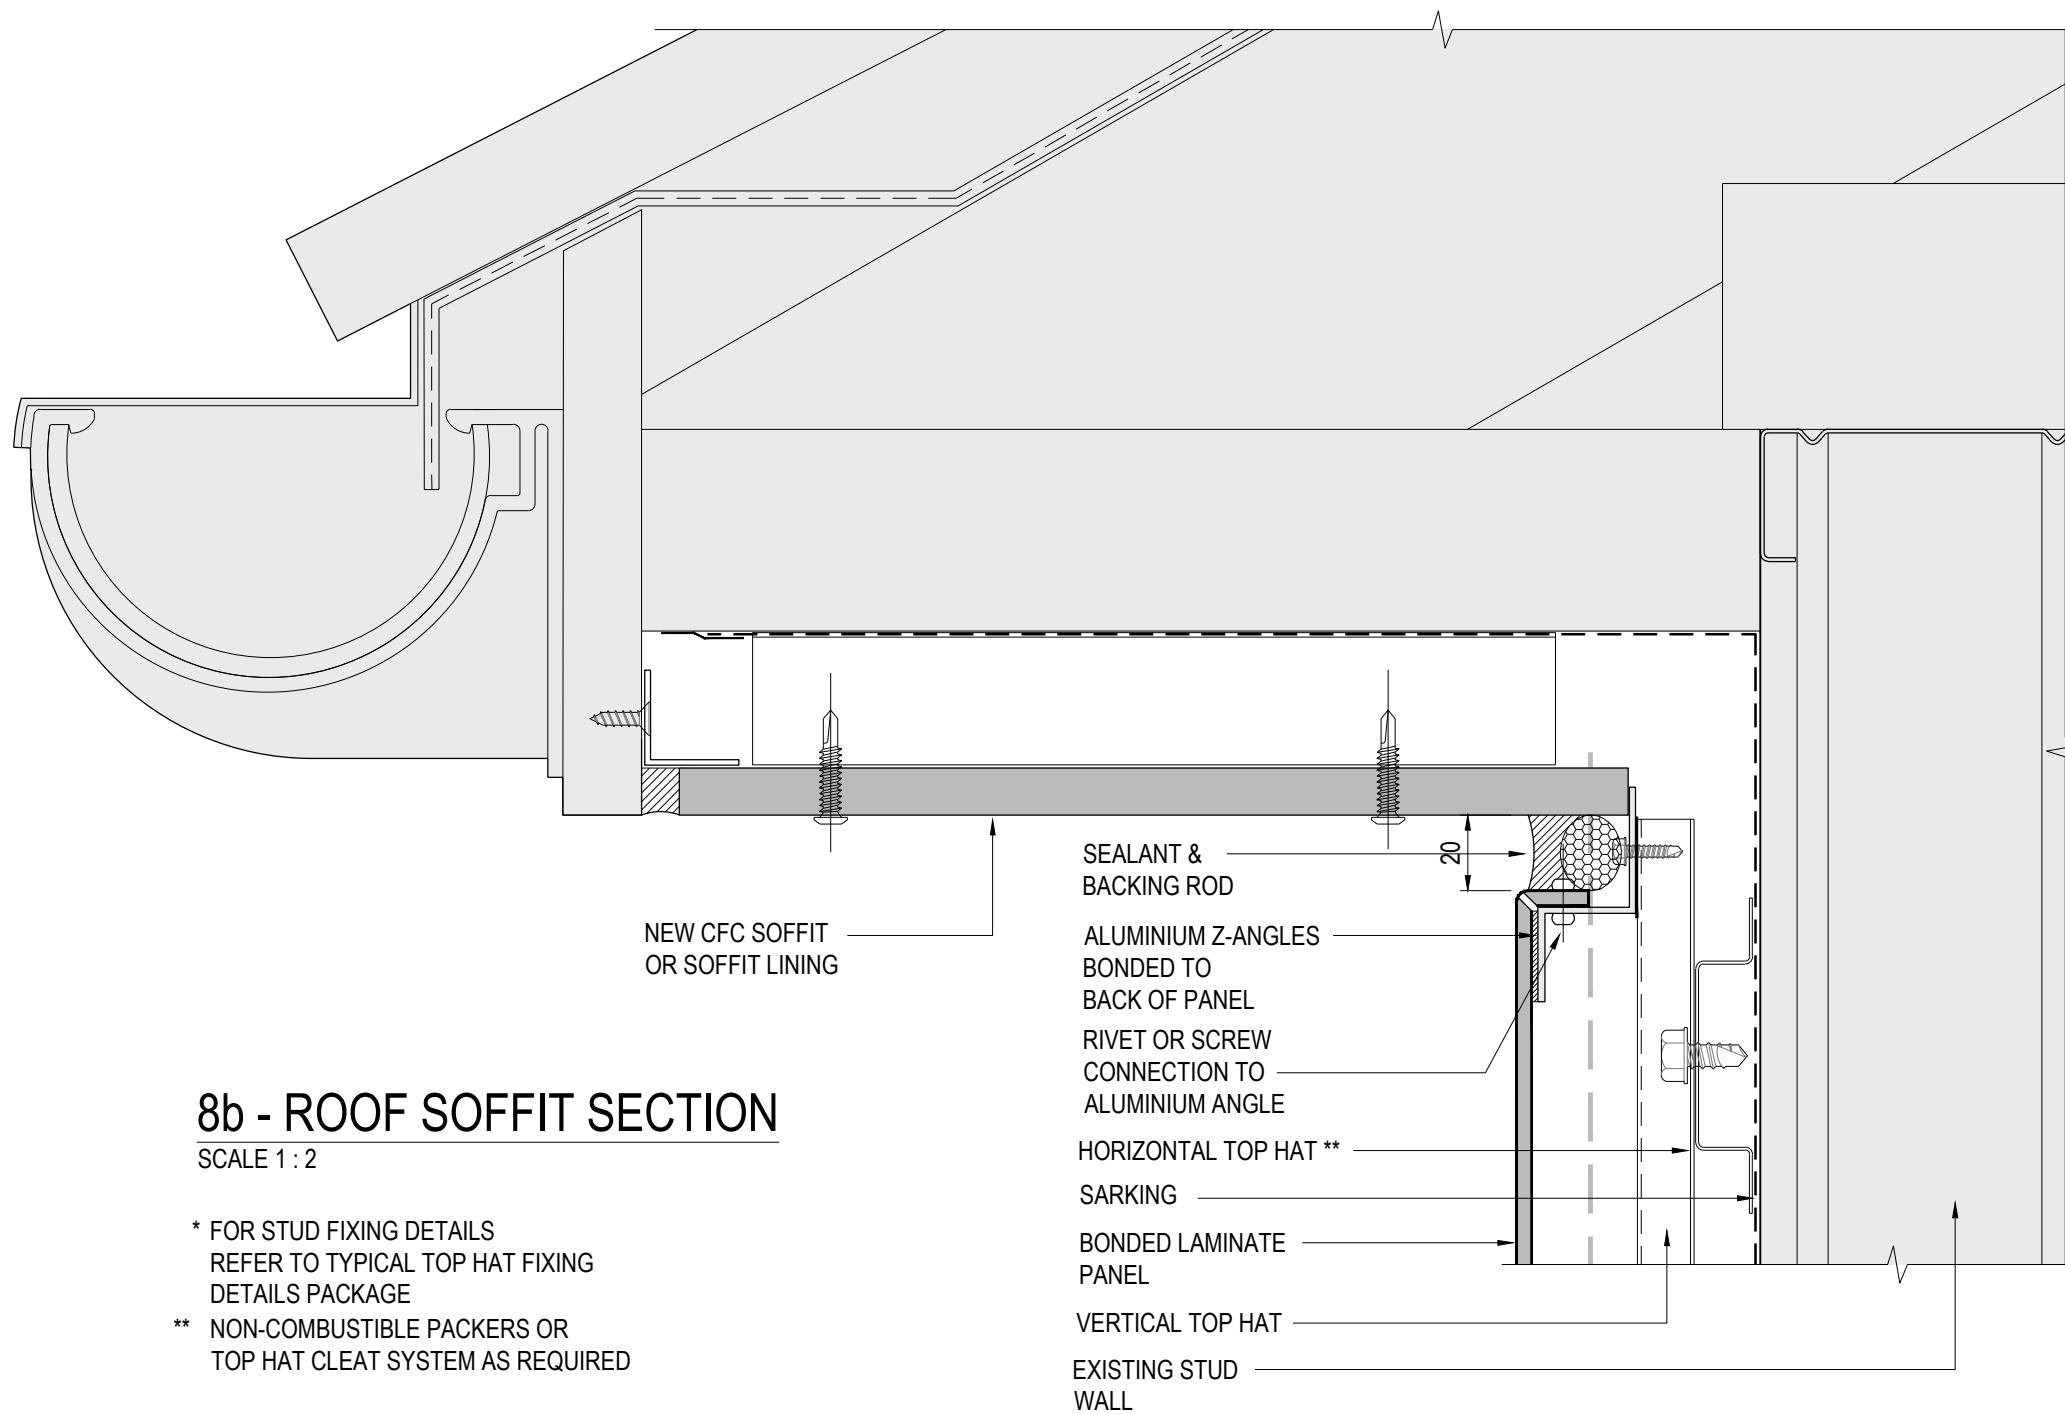 20
SEALANT &
BACKING ROD
NEW CFC SOFFIT
OR SOFFIT LINING
ALUMINIUM Z-ANGLES
BONDED TO
BACK OF PANEL
RIVET OR SCREW
CONNECTION TO
ALUMINIUM ANGLE
HORIZONTAL TOP HAT **
SARKING
BONDED LAMINATE
PANEL
VERTICAL TOP HAT
EXISTING STUD
WALL
8b - ROOF SOFFIT SECTION
SCALE 1 : 2
* FOR STUD FIXING DETAILS
REFER TO TYPICAL TOP HAT FIXING
DETAILS PACKAGE
** NON-COMBUSTIBLE PACKERS OR
TOP HAT CLEAT SYSTEM AS REQUIRED